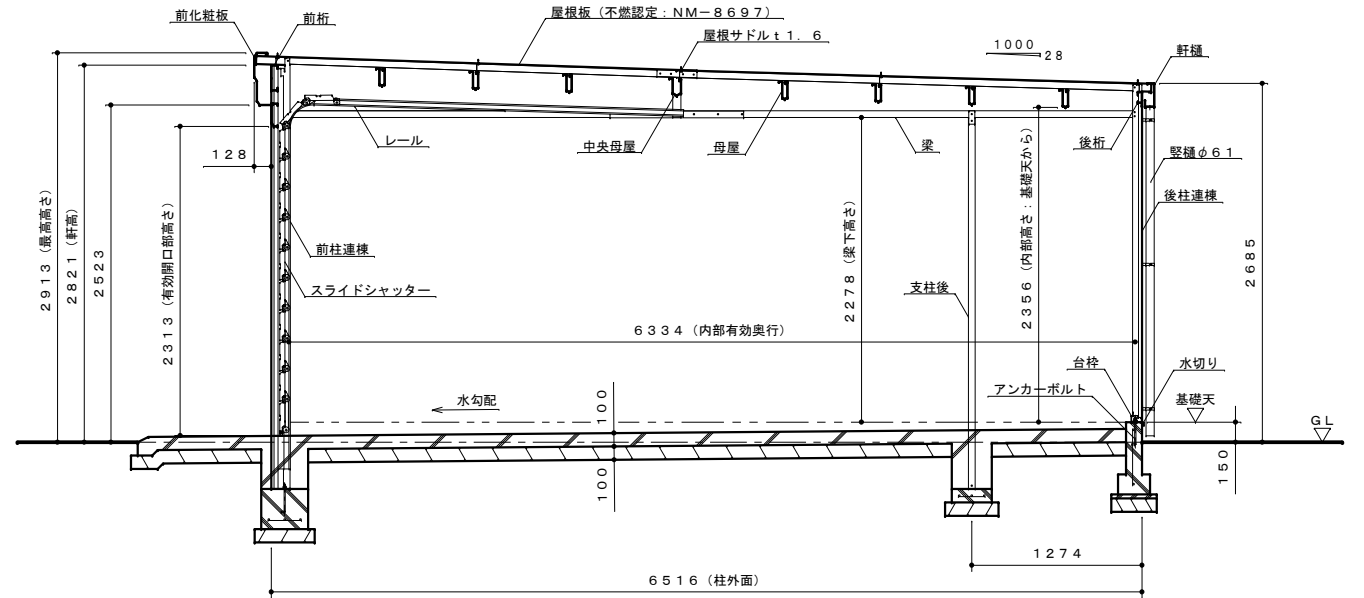 前化粧板
前桁
屋根板（不燃認定：ＮＭ－８６９７）
屋根サドルｔ１．６
１０００
２８
軒樋
レール
中央母屋
母屋
梁
後桁
竪樋φ６１
後柱連棟
１２８
２９１３（最高高さ）
２８２１（軒高）
２５２３
２３１３（有効開口部高さ）
前柱連棟
スライドシャッター
２２７８（梁下高さ）
支柱後
２３５６（内部高さ：基礎天から）
２６８５
６３３４（内部有効奥行）
台枠
水切り
アンカーボルト
基礎天
水勾配
１００
１００
ＧＬ
１５０
１２７４
６５１６（柱外面）